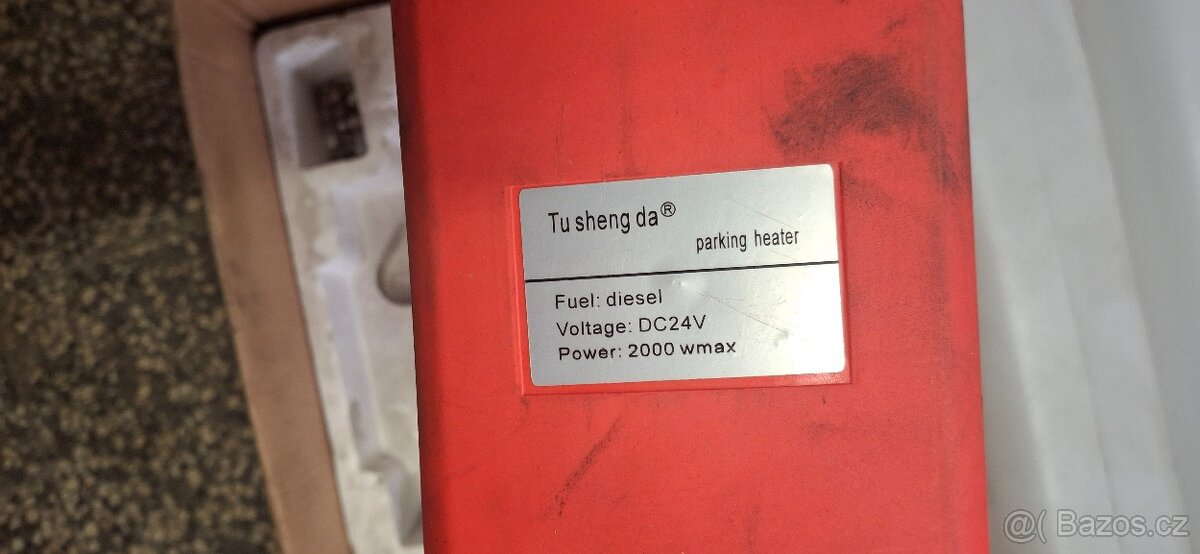 Tu sheng da®
parking heater
Fuel: diesel
Voltage: DC24V
Power: 2000 wmax
@( Bazos.cz